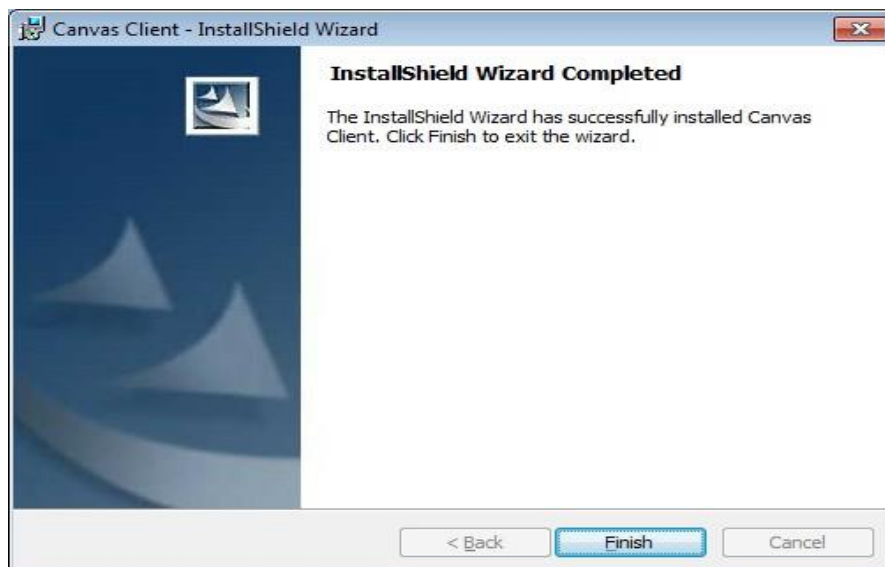 Canvas Client - InstallShield Wizard
InstallShield Wizard Completed
The InstallShield Wizard has successfully installed Canvas
Client. Click Finish to exit the wizard.
< Back
Finish
Cancel